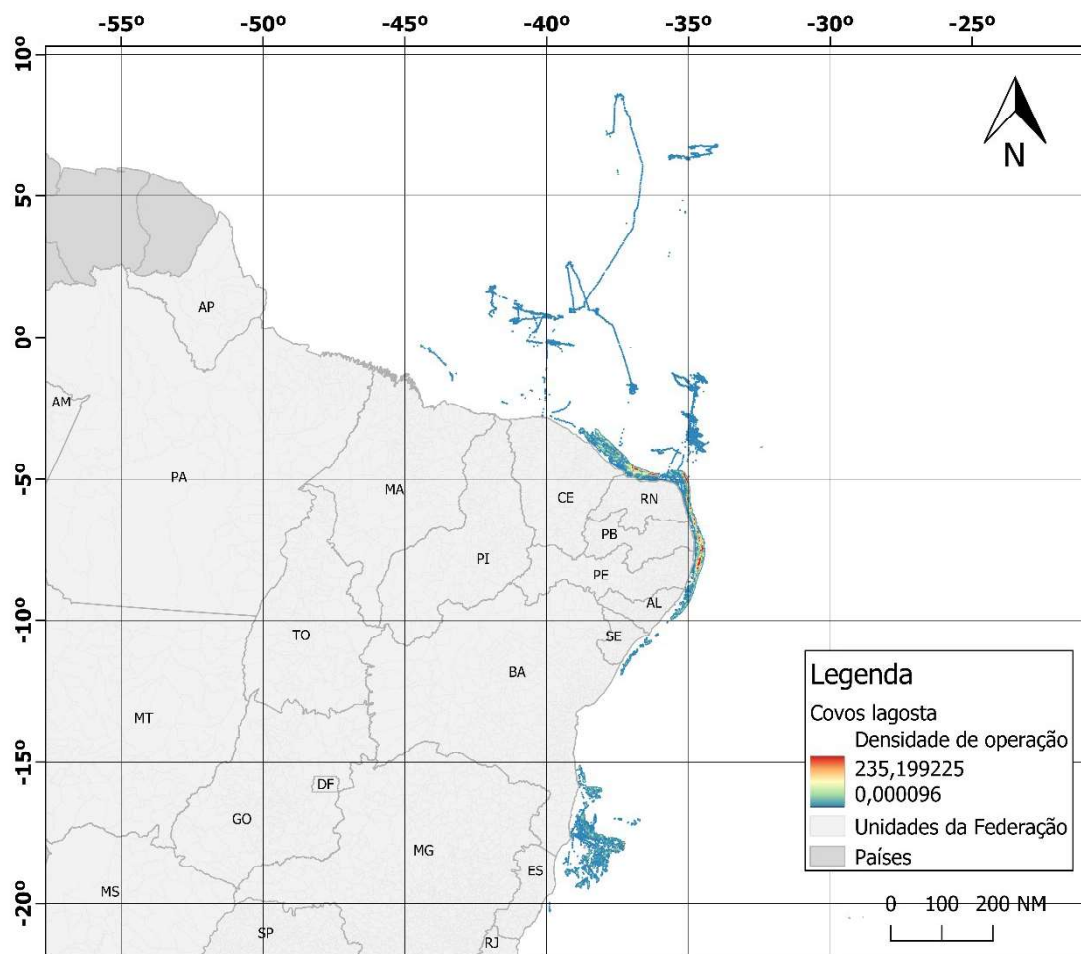 -55º -50º -45º -40º -35º -30º -25º
10º
N
5º
AP
0º
AM
PA
MA
-5º
CE
RN
PB
PI
PE
AL
-10º
TO
SE
BA
Legenda
Covos lagosta
MT
Densidade de operação
-15º
235,199225
DF
0,000096
GO
Unidades da Federação
MG
Países
ES
MS
-20º
0 100 200 NM
SP
RJ